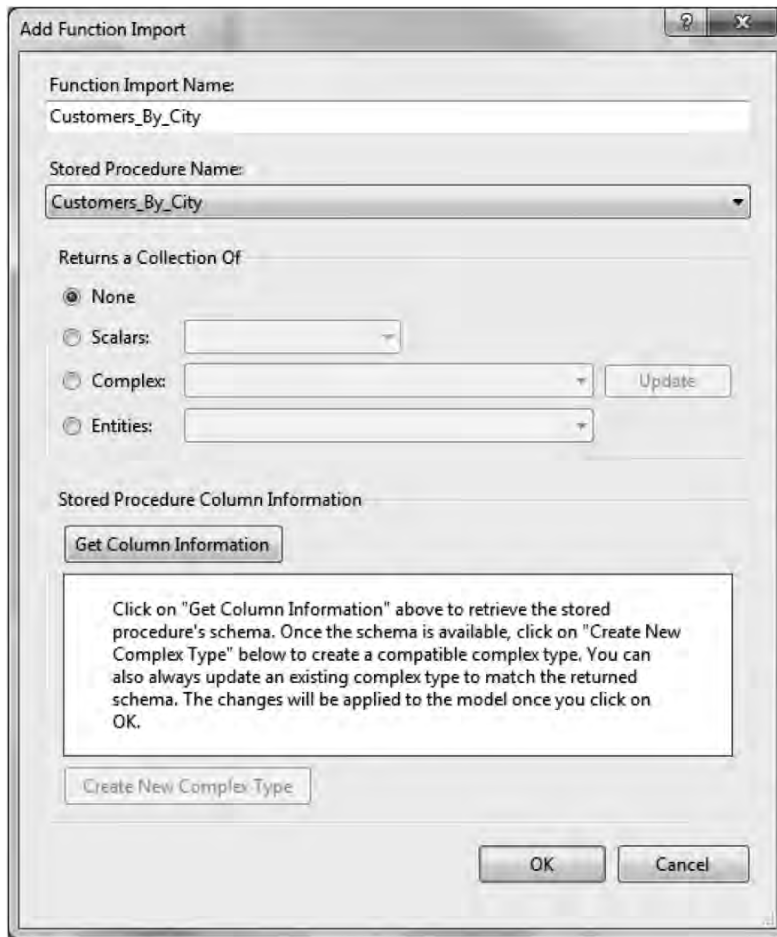 Add Function Import
Function Import Name:
Customers_By_City
Stored Procedure Name:
Customers_By_City
Returns a Collection Of
None
Scalars:
Complex:
Update
Entities:
Stored Procedure Column Information
Get Column Information
Click on "Get Column Information" above to retrieve the stored
procedure's schema. Once the schema is available, click on "Create New
Complex Type" below to create a compatible complex type. You can
also always update an existing complex type to match the returned
schema. The changes will be applied to the model once you click on
OK.
Create New Complex Type
OK
Cancel